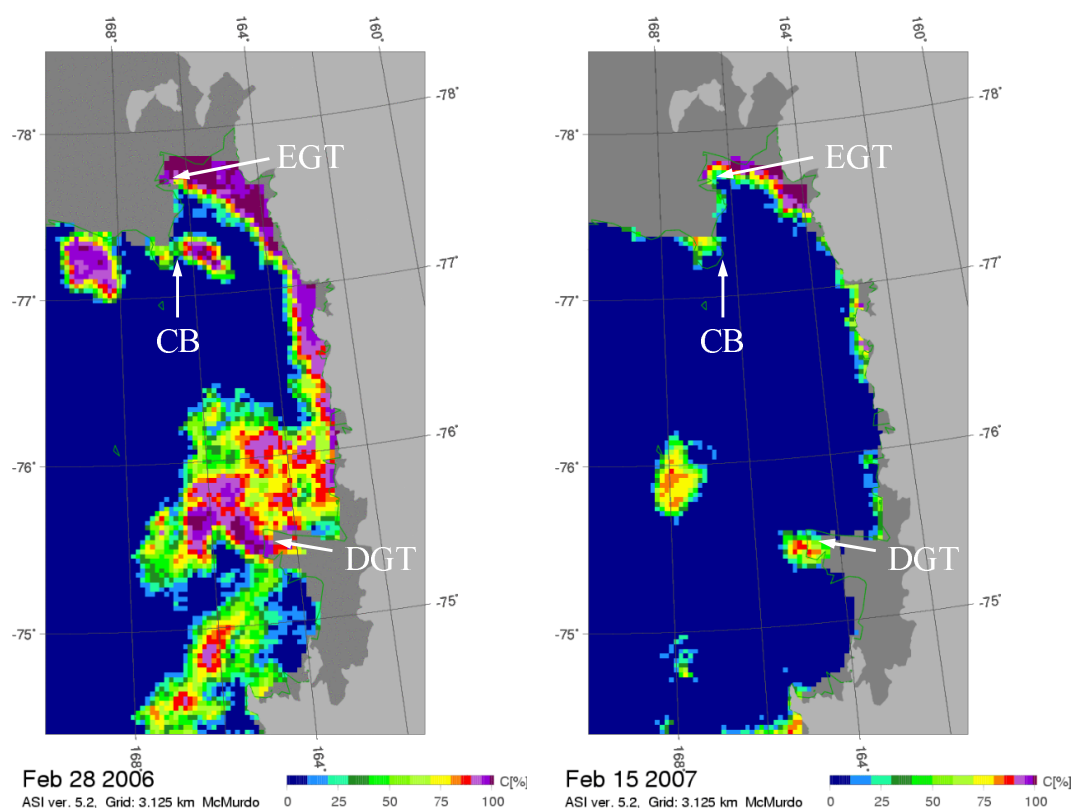 168° 164° 160°
168° 164° 160°
-78°
-78°
-78°
-78°
EGT
EGT
-77°
-77°
-77°
-77°
CB
CB
-76°
-76°
-76°
-76°
DGT
DGT
-75°
-75°
-75°
-75°
168° 164°
168° 164°
Feb 28 2006
C[%]
ASI ver. 5.2, Grid: 3.125 km McMurdo
0 25 50 75 100
Feb 15 2007
C[%]
ASI ver. 5.2, Grid: 3.125 km McMurdo
0 25 50 75 100